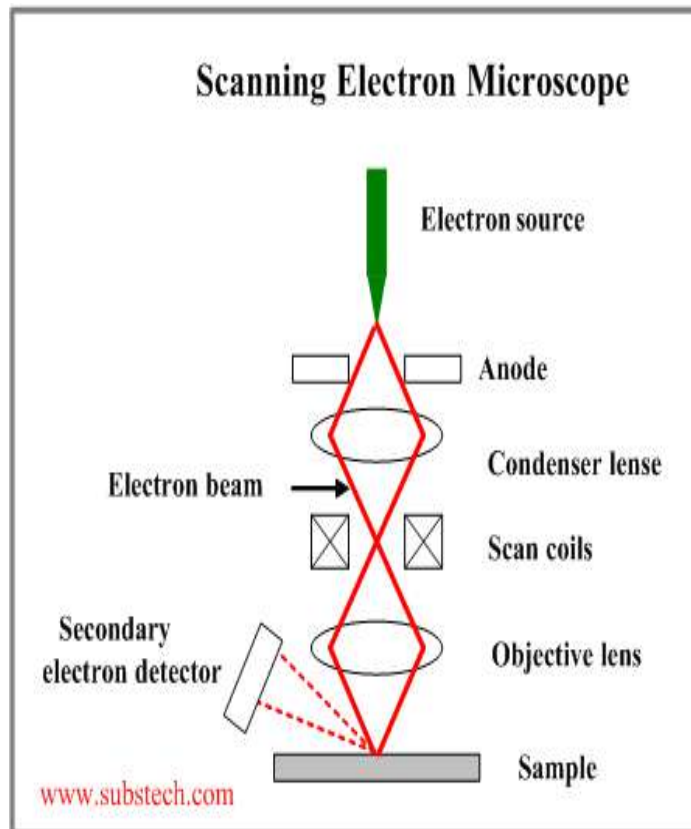 Scanning Electron Microscope
Electron source
Anode
Condenser lense
Electron beam
Scan coils
Secondary
electron detector
Objective lens
Sample
www.substech.com